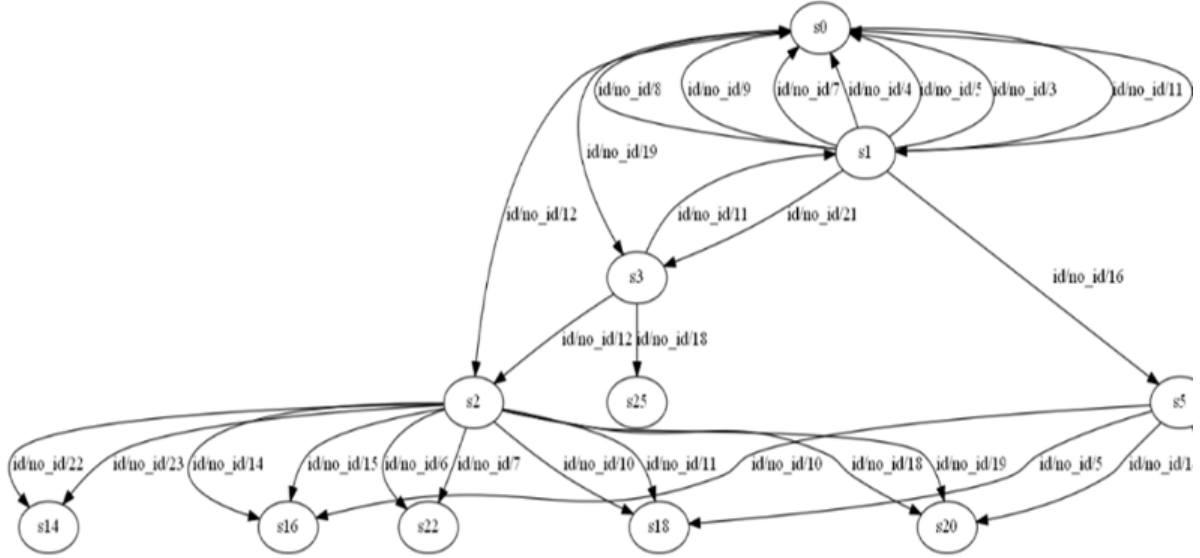 s0
id/no_id/8 id/no_id/9 id/no_id/7 id/no_id/4 id/no_id/5 id/no_id/3 id/no_id/11
id/no_id/19 s1
id/no_id/12 id/no_id/11 id/no_id/21
s3 id/no_id/16
id/no_id/12 id/no_id/18
s2 s25 s5
id/no_id/22 id/no_id/23 id/no_id/14 id/no_id/15 id/no_id/6 id/no_id/7 id/no_id/10 id/no_id/11 id/no_id/10 id/no_id/18 id/no_id/19 id/no_id/5
s14 s16 s22 s18 s20